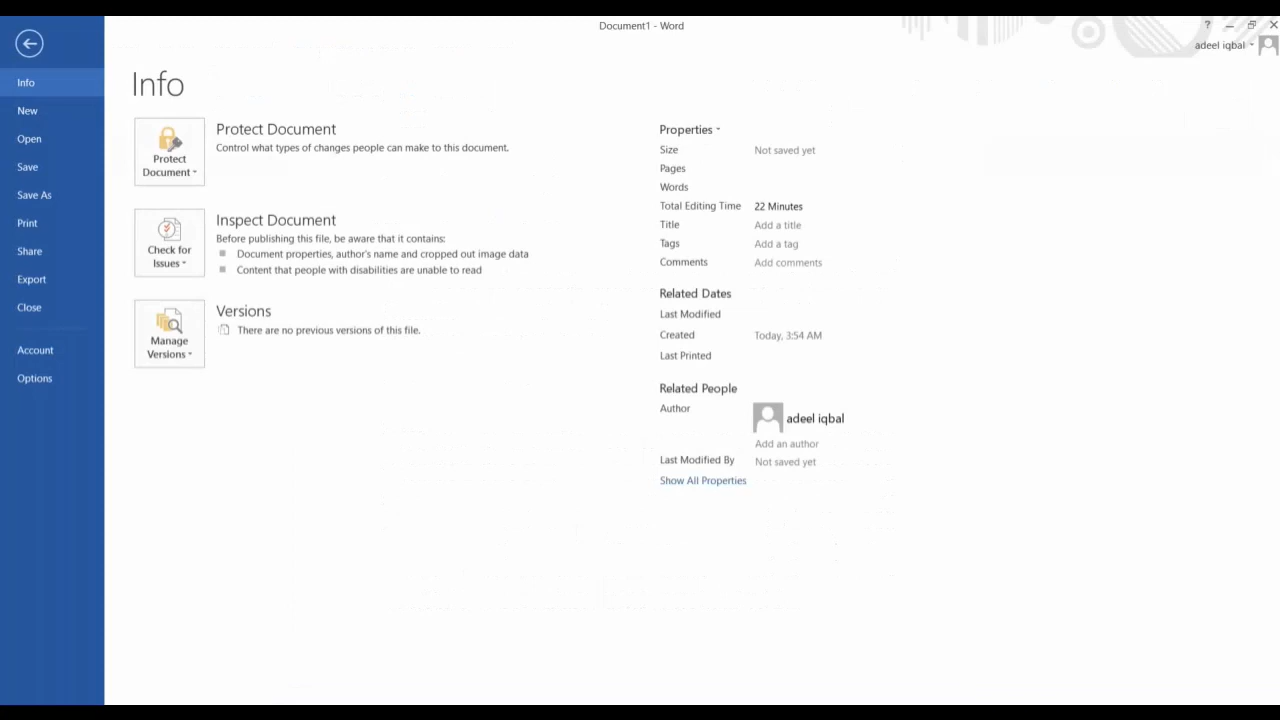 Document1 - Word
?
adeel iqbal
Info
New
Open
Save
Save As
Print
Share
Export
Close
Account
Options
Info
Protect Document
Protect Document
Control what types of changes people can make to this document.
Check for Issues
Inspect Document
Before publishing this file, be aware that it contains:
Document properties, author's name and cropped out image data
Content that people with disabilities are unable to read
Manage Versions
Versions
There are no previous versions of this file.
Properties
Size Not saved yet
Pages
Words
Total Editing Time 22 Minutes
Title Add a title
Tags Add a tag
Comments Add comments
Related Dates
Last Modified
Created Today, 3:54 AM
Last Printed
Related People
Author adeel iqbal
Add an author
Last Modified By Not saved yet
Show All Properties